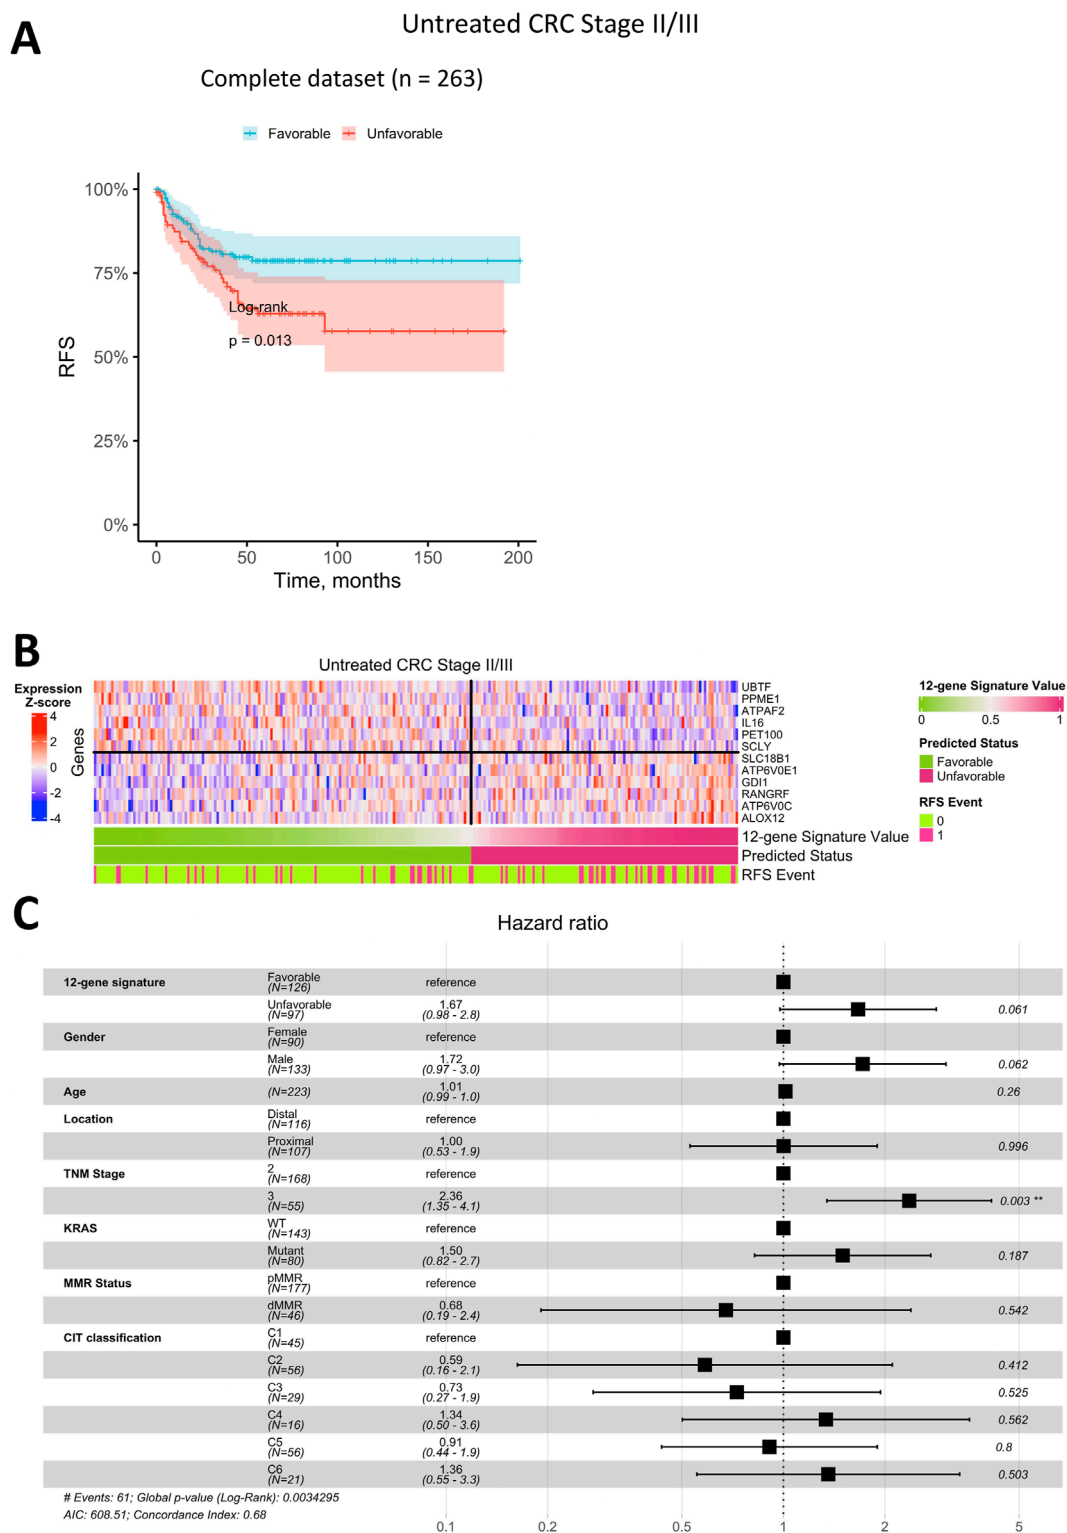 A
Untreated CRC Stage II/III
Complete dataset (n = 263)
Favorable
Unfavorable
100%
75%
50%
25%
0%
RFS
Log-rank
p = 0.013
0
50
100
150
200
Time, months
B
Untreated CRC Stage II/III
Expression
Z-score
4
2
0
-2
-4
Genes
UBTF
PPME1
ATPAF2
IL16
PET100
SCLY
SLC18B1
ATP6V0E1
GDI1
RANGRF
ATP6V0C
ALOX12
12-gene Signature Value
Predicted Status
RFS Event
12-gene Signature Value
0 0.5 1
Predicted Status
Favorable
Unfavorable
RFS Event
0
1
C
Hazard ratio
12-gene signature Favorable (N=126) reference
Unfavorable (N=97) 1.67 (0.98 - 2.8) 0.061
Gender Female (N=90) reference
Male (N=133) 1.72 (0.97 - 3.0) 0.062
Age (N=223) 1.01 (0.99 - 1.0) 0.26
Location Distal (N=116) reference
Proximal (N=107) 1.00 (0.53 - 1.9) 0.996
TNM Stage 2 (N=168) reference
3 (N=55) 2.36 (1.35 - 4.1) 0.003 **
KRAS WT (N=143) reference
Mutant (N=80) 1.50 (0.82 - 2.7) 0.187
MMR Status pMMR (N=177) reference
dMMR (N=46) 0.68 (0.19 - 2.4) 0.542
CIT classification C1 (N=45) reference
C2 (N=56) 0.59 (0.16 - 2.1) 0.412
C3 (N=29) 0.73 (0.27 - 1.9) 0.525
C4 (N=16) 1.34 (0.50 - 3.6) 0.562
C5 (N=56) 0.91 (0.44 - 1.9) 0.8
C6 (N=21) 1.36 (0.55 - 3.3) 0.503
# Events: 61; Global p-value (Log-Rank): 0.0034295
AIC: 608.51; Concordance Index: 0.68
0.1 0.2 0.5 1 2 5